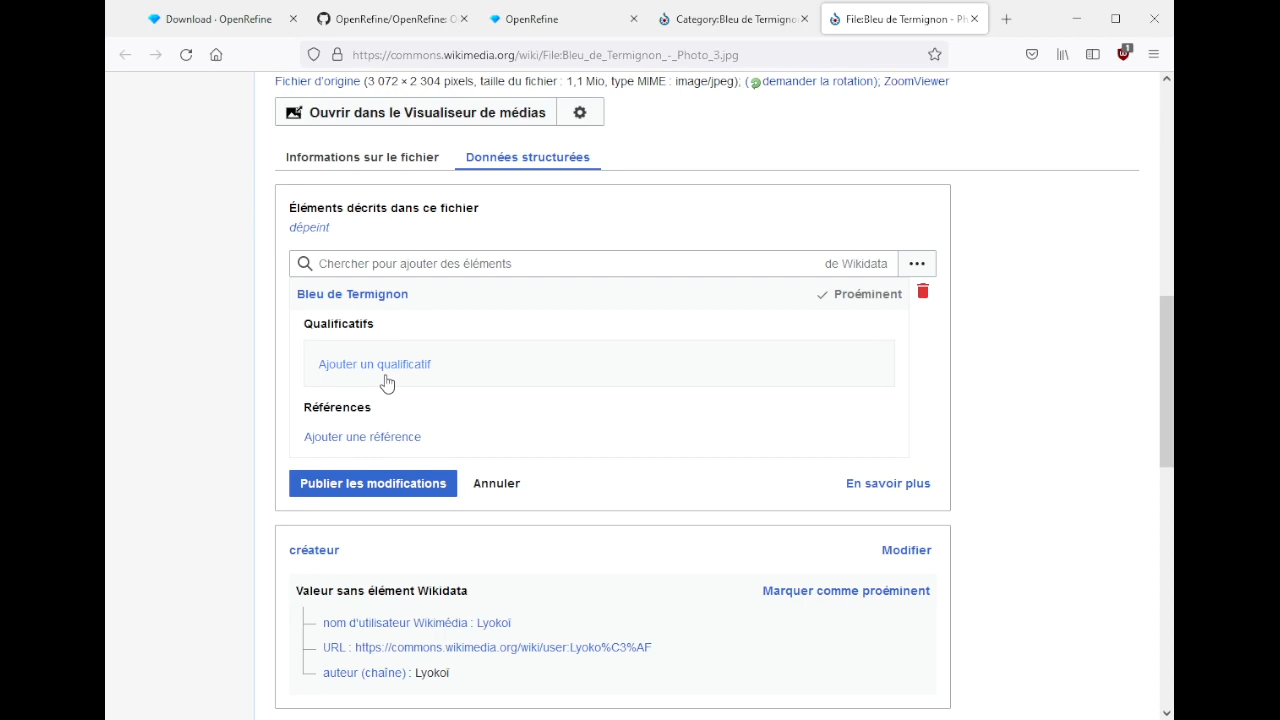 Download · OpenRefine
OpenRefine/OpenRefine: O
OpenRefine
Category:Bleu de Termigno
File:Bleu de Termignon - Ph
https://commons.wikimedia.org/wiki/File:Bleu_de_Termignon_-_Photo_3.jpg
1
Fichier d'origine (3 072 × 2 304 pixels, taille du fichier : 1,1 Mio, type MIME : image/jpeg); (demander la rotation); ZoomViewer
Ouvrir dans le Visualiseur de médias
Informations sur le fichier
Données structurées
Éléments décrits dans ce fichier
dépeint
Chercher pour ajouter des éléments
de Wikidata
Bleu de Termignon
Proéminent
Qualificatifs
Ajouter un qualificatif
Références
Ajouter une référence
Publier les modifications
Annuler
En savoir plus
créateur
Modifier
Valeur sans élément Wikidata
Marquer comme proéminent
nom d'utilisateur Wikimédia : Lyokoï
URL : https://commons.wikimedia.org/wiki/user:Lyoko%C3%AF
auteur (chaîne) : Lyokoï